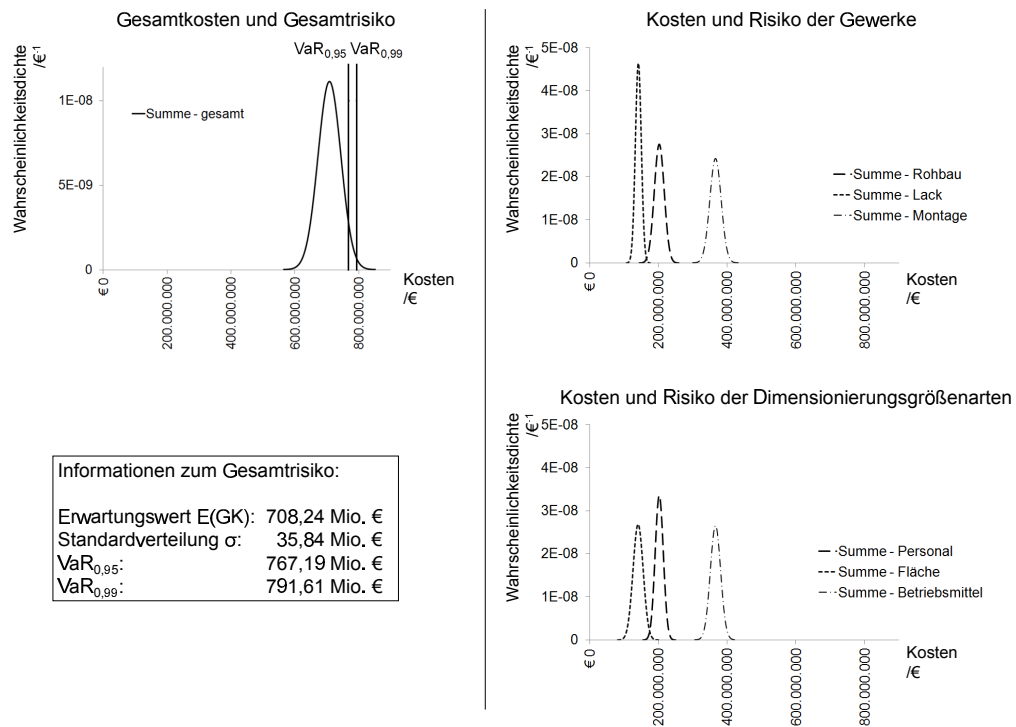 Gesamtkosten und Gesamtrisiko
VaR0,95 VaR0,99
Wahrscheinlichkeitsdichte
/€-1
1E-08
5E-09
0
Summe - gesamt
Kosten
/€
€ 0
200.000.000
400.000.000
600.000.000
800.000.000
Informationen zum Gesamtrisiko:
Erwartungswert E(GK): 708,24 Mio. €
Standardverteilung σ: 35,84 Mio. €
VaR0,95: 767,19 Mio. €
VaR0,99: 791,61 Mio. €
Kosten und Risiko der Gewerke
Wahrscheinlichkeitsdichte
/€-1
5E-08
4E-08
3E-08
2E-08
1E-08
0
Summe - Rohbau
Summe - Lack
Summe - Montage
Kosten
/€
€ 0
200.000.000
400.000.000
600.000.000
800.000.000
Kosten und Risiko der Dimensionierungsgrößenarten
Wahrscheinlichkeitsdichte
/€-1
5E-08
4E-08
3E-08
2E-08
1E-08
0
Summe - Personal
Summe - Fläche
Summe - Betriebsmittel
Kosten
/€
€ 0
200.000.000
400.000.000
600.000.000
800.000.000